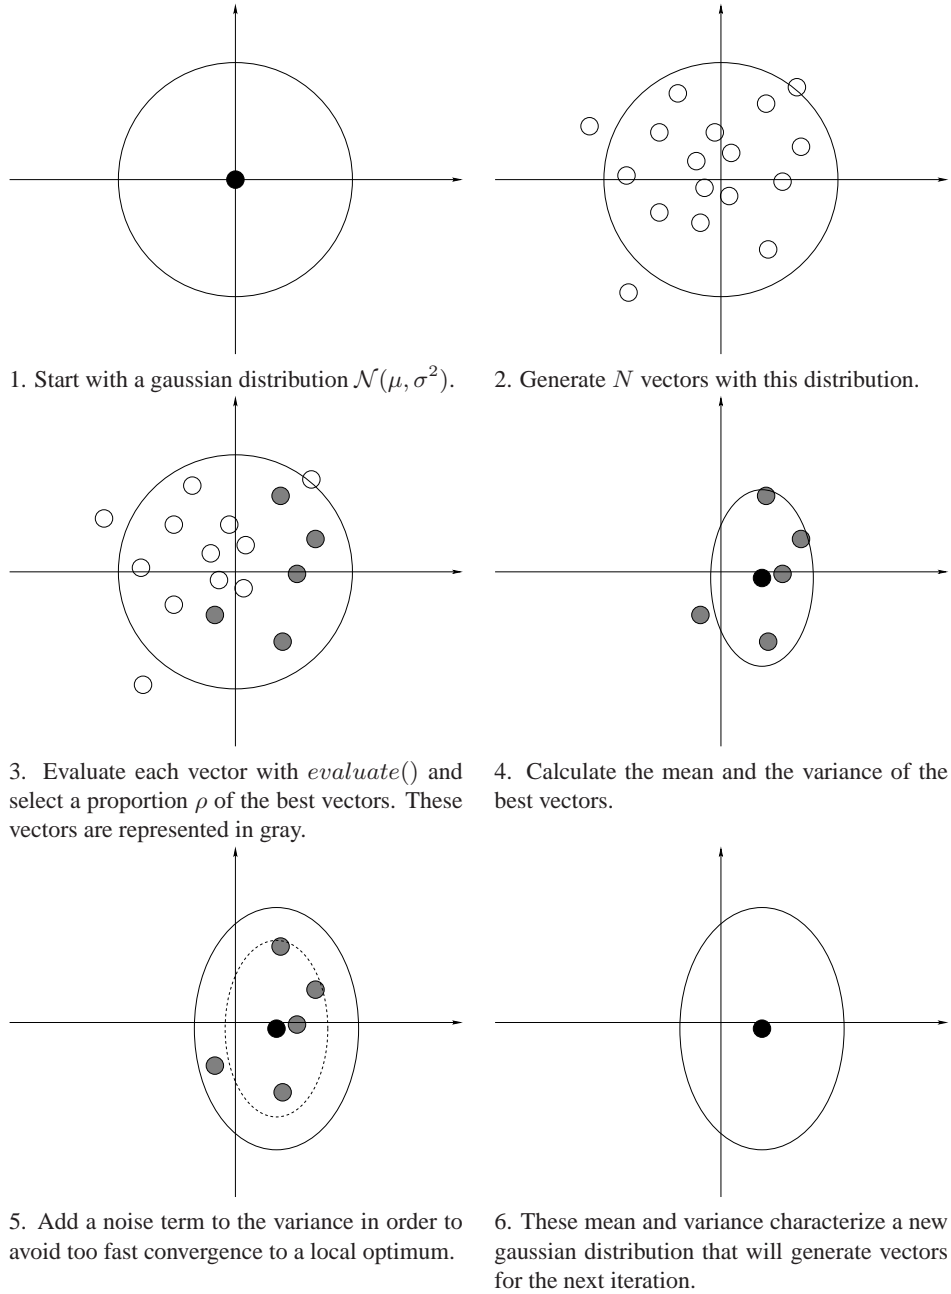 1. Start with a gaussian distribution 𝒩(μ, σ²).
2. Generate N vectors with this distribution.
3. Evaluate each vector with evaluate() and
select a proportion ρ of the best vectors. These
vectors are represented in gray.
4. Calculate the mean and the variance of the
best vectors.
5. Add a noise term to the variance in order to
avoid too fast convergence to a local optimum.
6. These mean and variance characterize a new
gaussian distribution that will generate vectors
for the next iteration.